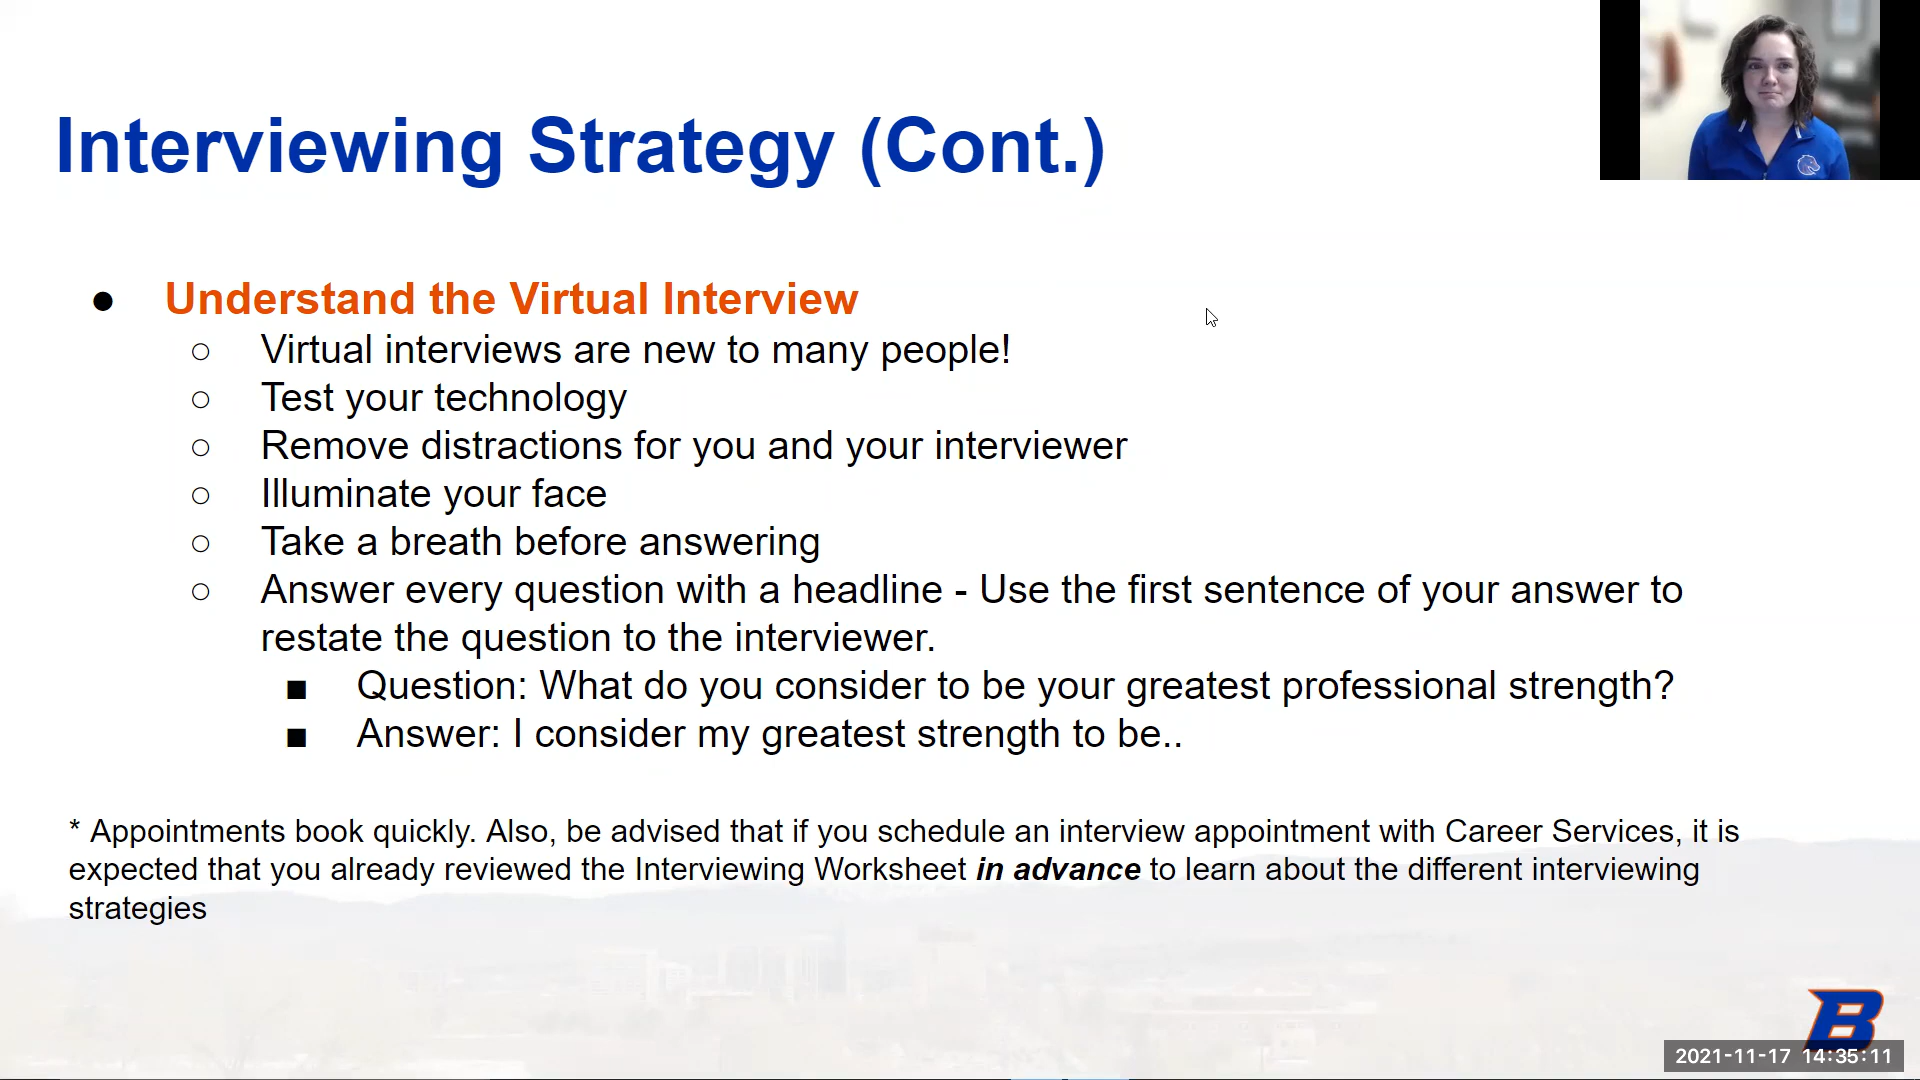 Interviewing Strategy (Cont.)
● Understand the Virtual Interview
○ Virtual interviews are new to many people!
○ Test your technology
○ Remove distractions for you and your interviewer
○ Illuminate your face
○ Take a breath before answering
○ Answer every question with a headline - Use the first sentence of your answer to
restate the question to the interviewer.
■ Question: What do you consider to be your greatest professional strength?
■ Answer: I consider my greatest strength to be..
* Appointments book quickly. Also, be advised that if you schedule an interview appointment with Career Services, it is
expected that you already reviewed the Interviewing Worksheet in advance to learn about the different interviewing
strategies
B
2021-11-17 14:35:11